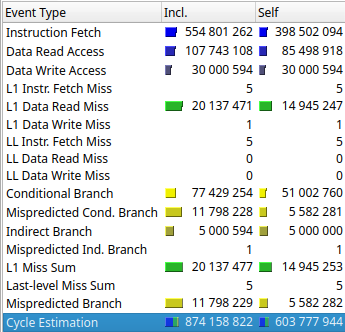 Event Type Incl. Self
Instruction Fetch 554 801 262 398 502 094
Data Read Access 107 743 108 85 498 918
Data Write Access 30 000 594 30 000 594
L1 Instr. Fetch Miss 5 5
L1 Data Read Miss 20 137 471 14 945 247
L1 Data Write Miss 1 1
LL Instr. Fetch Miss 5 5
LL Data Read Miss 0 0
LL Data Write Miss 0 0
Conditional Branch 77 429 254 51 002 760
Mispredicted Cond. Branch 11 798 228 5 582 281
Indirect Branch 5 000 594 5 000 000
Mispredicted Ind. Branch 1 1
L1 Miss Sum 20 137 477 14 945 253
Last-level Miss Sum 5 5
Mispredicted Branch 11 798 229 5 582 282
Cycle Estimation 874 158 822 603 777 944